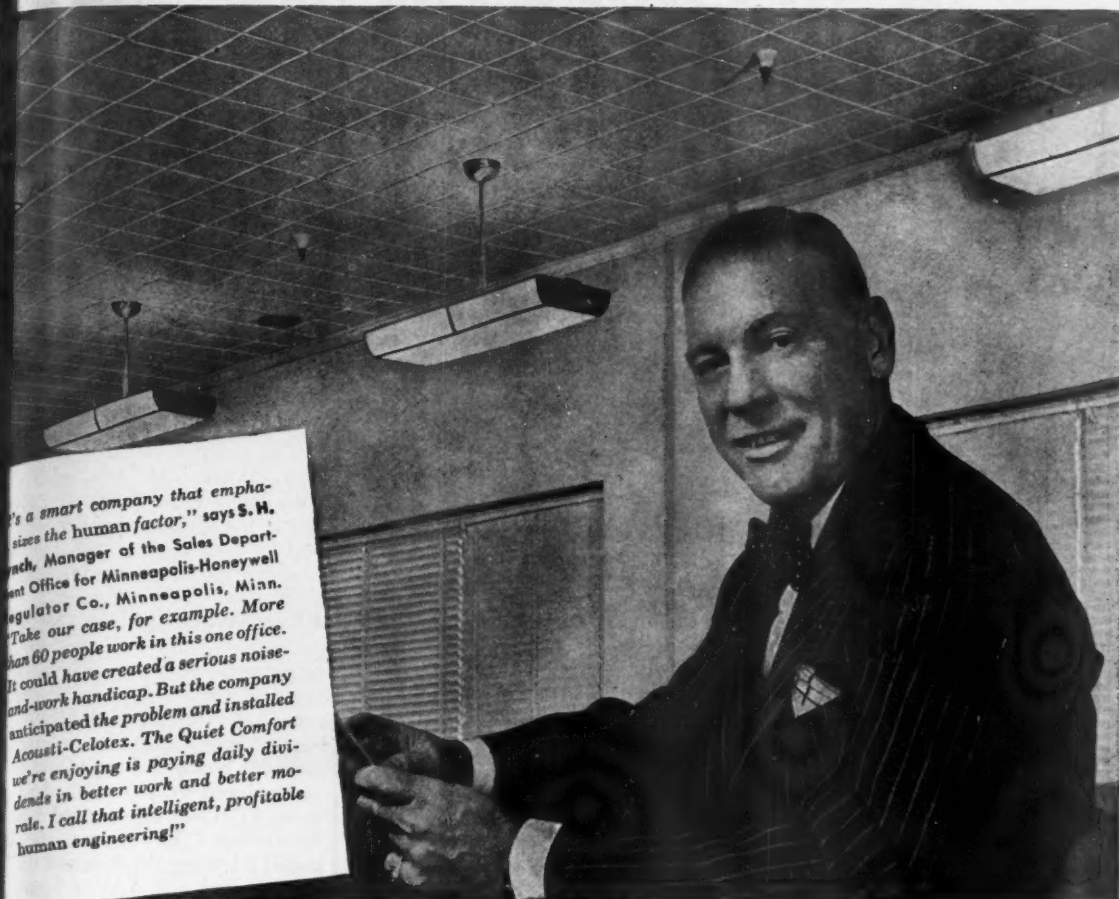 's a smart company that empha-
sizes the human factor," says S. H.
nch, Manager of the Sales Depart-
ent Office for Minneapolis-Honeywell
egulator Co., Minneapolis, Minn.
"Take our case, for example. More
han 60 people work in this one office.
It could have created a serious noise-
and-work handicap. But the company
anticipated the problem and installed
Acousti-Celotex. The Quiet Comfort
we're enjoying is paying daily divi-
dends in better work and better mo-
rale. I call that intelligent, profitable
human engineering!"